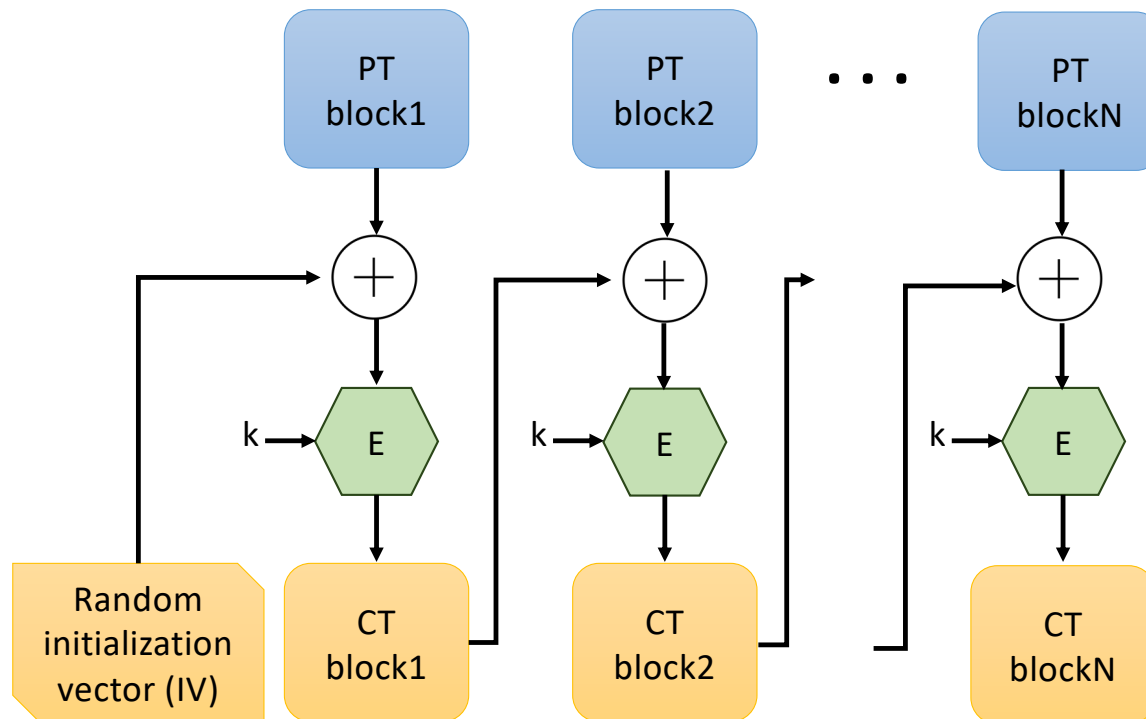 PT
block1
PT
block2
. . .
PT
blockN
k
E
k
E
k
E
Random
initialization
vector (IV)
CT
block1
CT
block2
CT
blockN